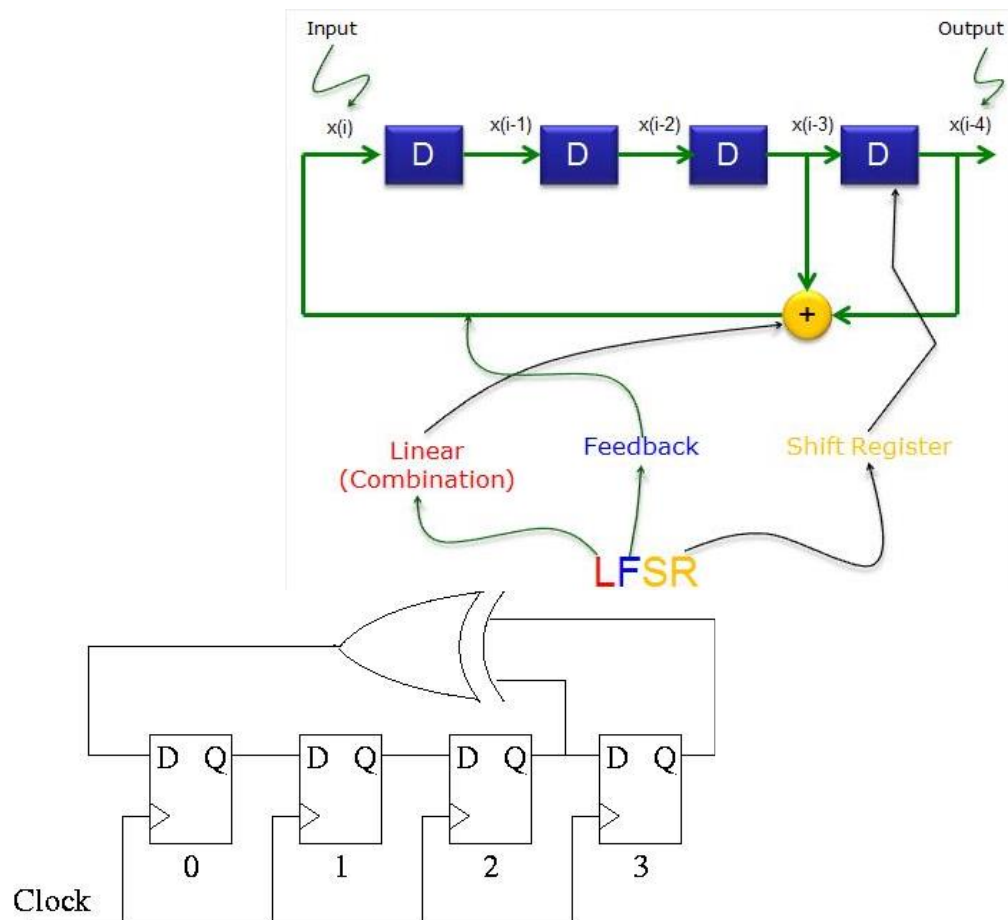 Input
Output
x(i)
x(i-1)
x(i-2)
x(i-3)
x(i-4)
D
D
D
D
+
Linear
(Combination)
Feedback
Shift Register
LFSR
D Q
D Q
D Q
D Q
0
1
2
3
Clock